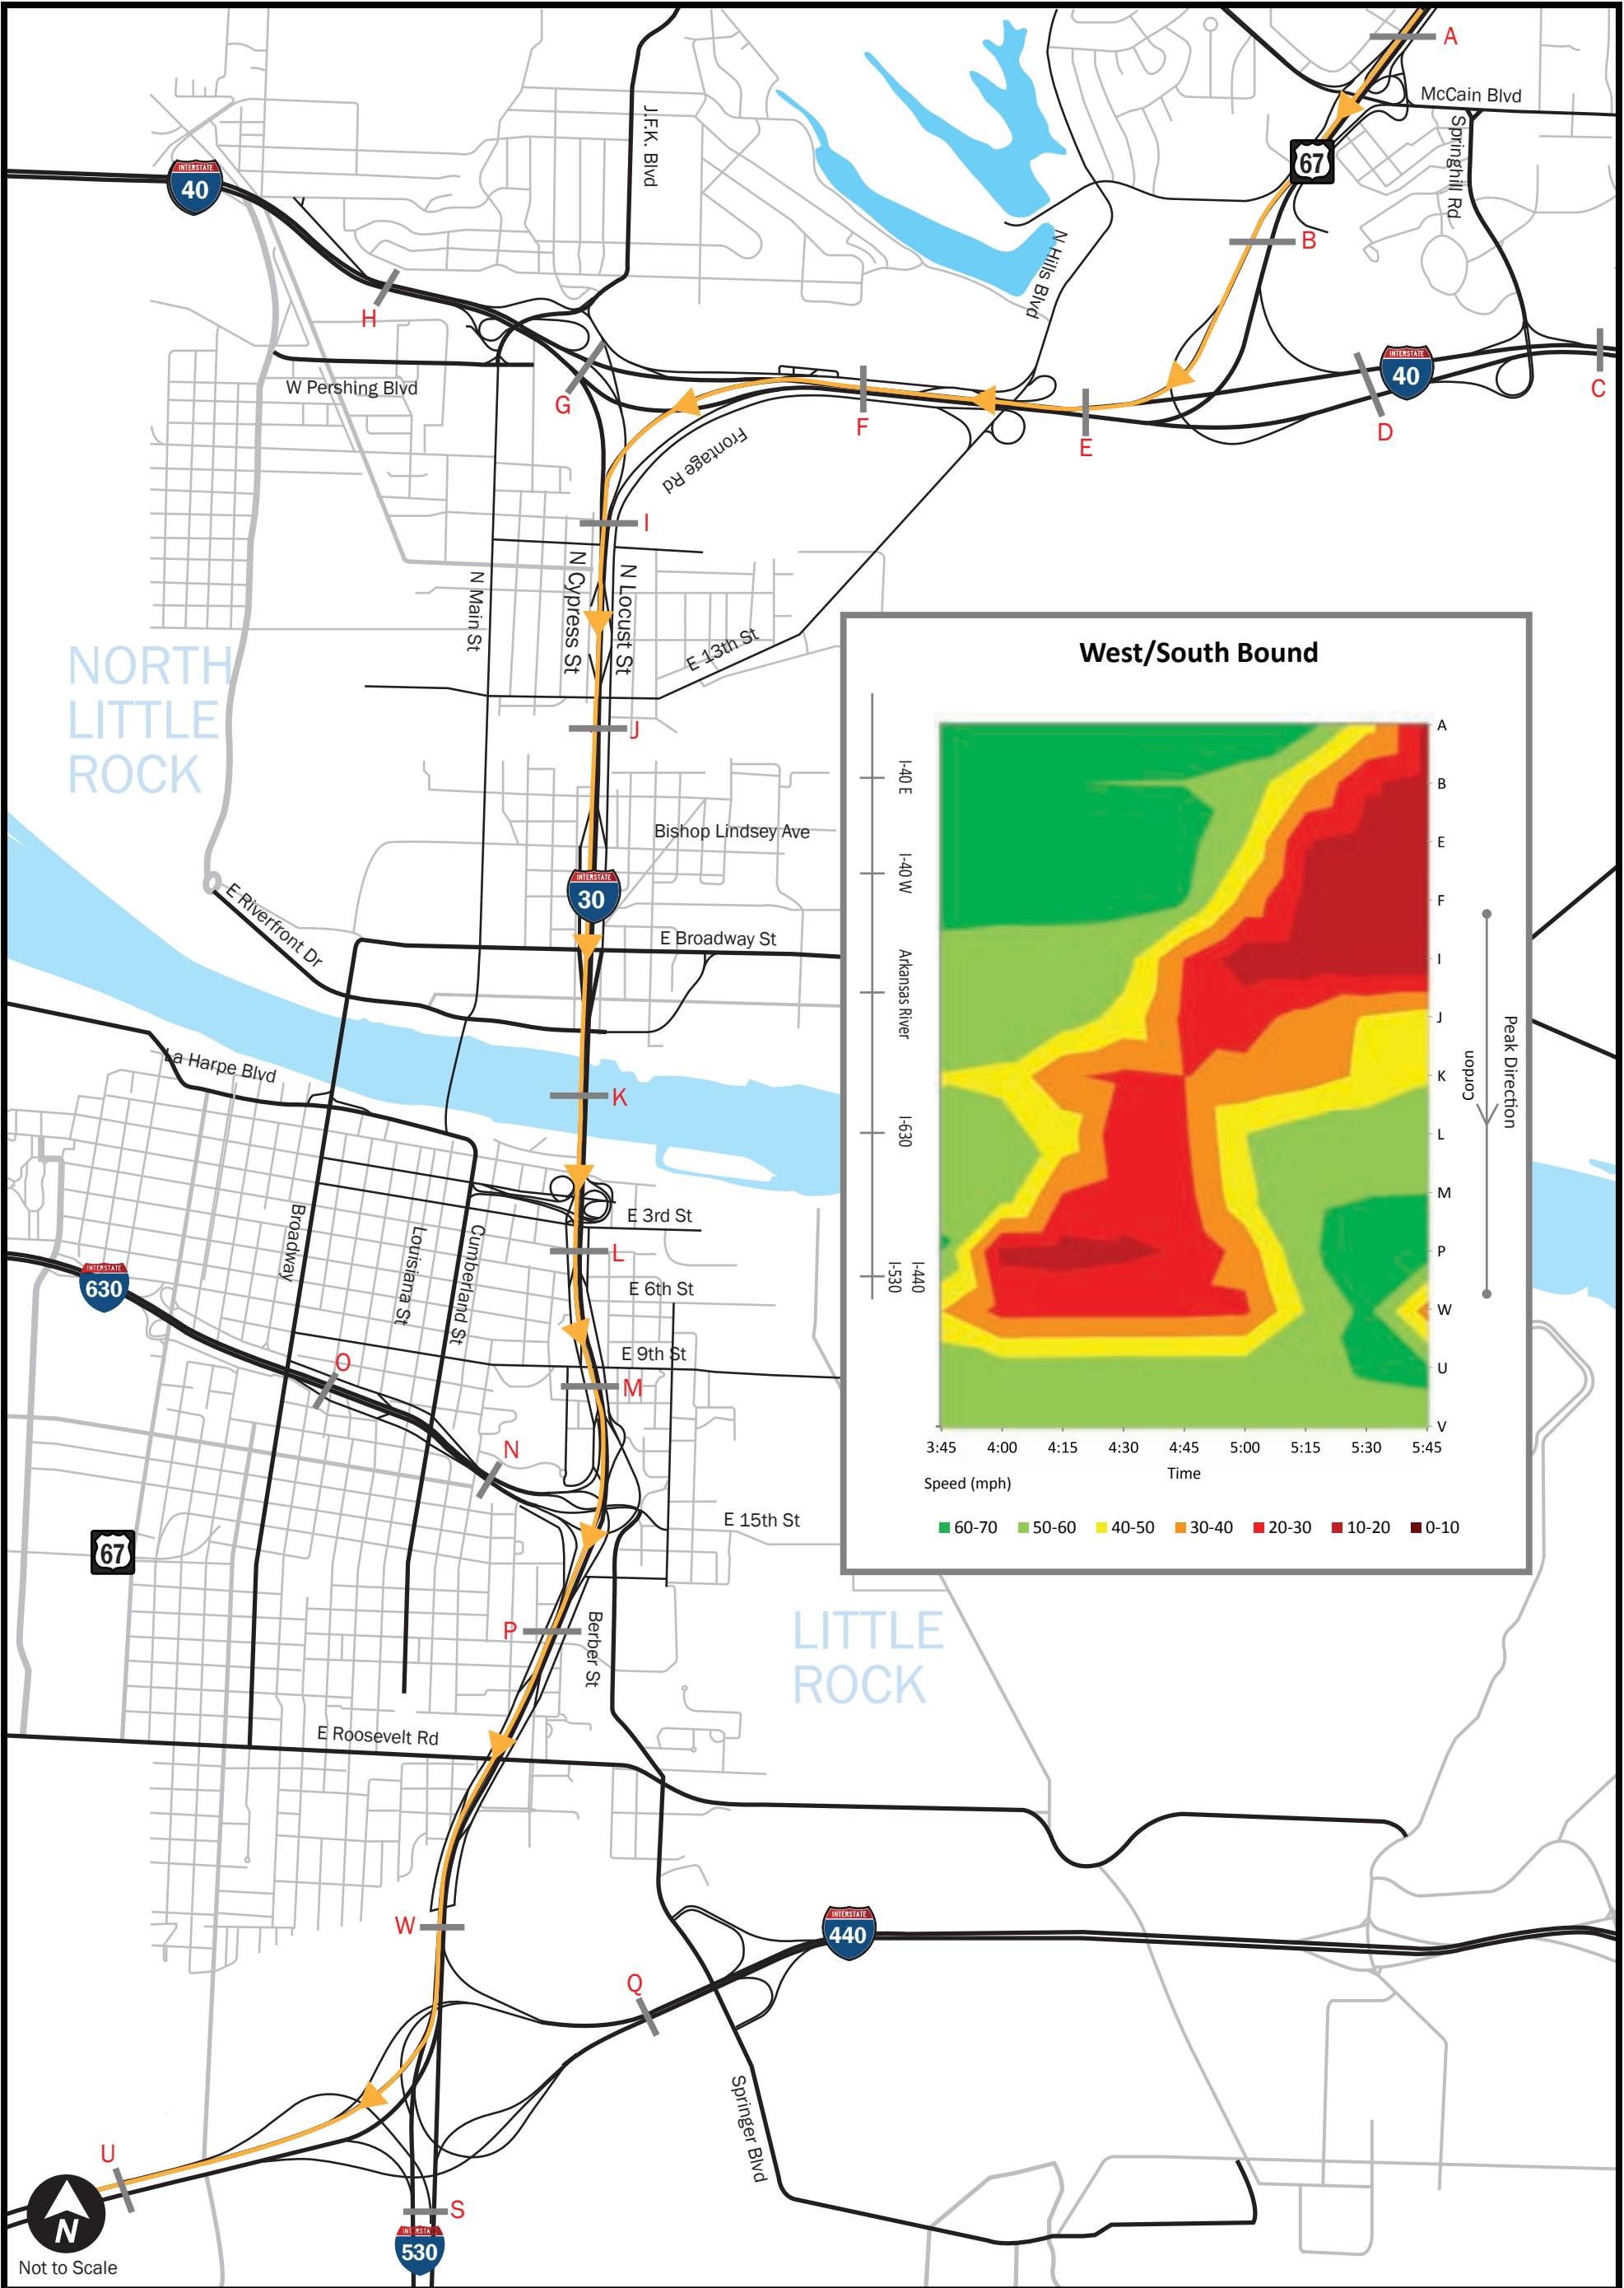 A
McCain Blvd
67
Springhill Rd
J.F.K. Blvd
INTERSTATE
40
B
N Hills Blvd
H
INTERSTATE
40
C
W Pershing Blvd
G
F
E
D
Frontage Rd
I
N Main St
N Cypress St
N Locust St
E 13th St
NORTH
LITTLE
ROCK
J
Bishop Lindsey Ave
INTERSTATE
30
E Riverfront Dr
E Broadway St
La Harpe Blvd
K
E 3rd St
L
Broadway
Louisiana St
Cumberland St
INTERSTATE
630
E 6th St
E 9th St
O
M
N
E 15th St
67
P
Berber St
LITTLE
ROCK
E Roosevelt Rd
W
INTERSTATE
440
Q
Springer Blvd
U
S
INTERSTATE
530
N
Not to Scale
West/South Bound
I-40 E
I-40 W
Arkansas River
I-630
I-530
I-440
A
B
E
F
I
J
K
L
M
P
W
U
V
Cordon
Peak Direction
3:45 4:00 4:15 4:30 4:45 5:00 5:15 5:30 5:45
Time
Speed (mph)
60-70 50-60 40-50 30-40 20-30 10-20 0-10